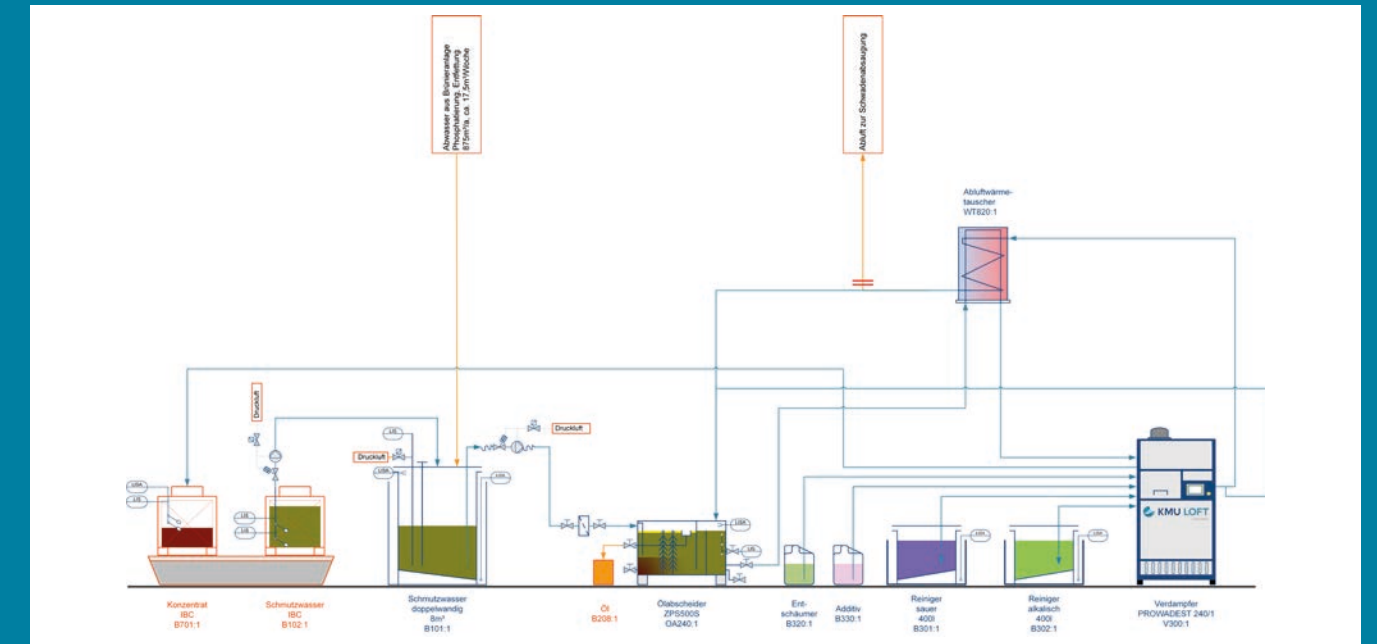 Abwasser aus Brünieranlage
Phosphatierung, Entfettung
875m³/a, ca. 17,5m³/Woche
Abluft zur Schwadenabsaugung
Abluftwärme-
tauscher
WT820:1
Druckluft
Druckluft
Druckluft
LIS
LISA
LISA
LIS
LIS
LIS
LISA
LIS
KMU LOFT
Konzentrat
IBC
B701:1
Schmutzwasser
IBC
B102:1
Schmutzwasser
doppelwandig
8m³
B101:1
Öl
B208:1
Ölabscheider
ZPS500S
OA240:1
Ent-
schäumer
B320:1
Additiv
B330:1
Reiniger
sauer
400l
B301:1
Reiniger
alkalisch
400l
B302:1
Verdampfer
PROWADEST 240/1
V300:1